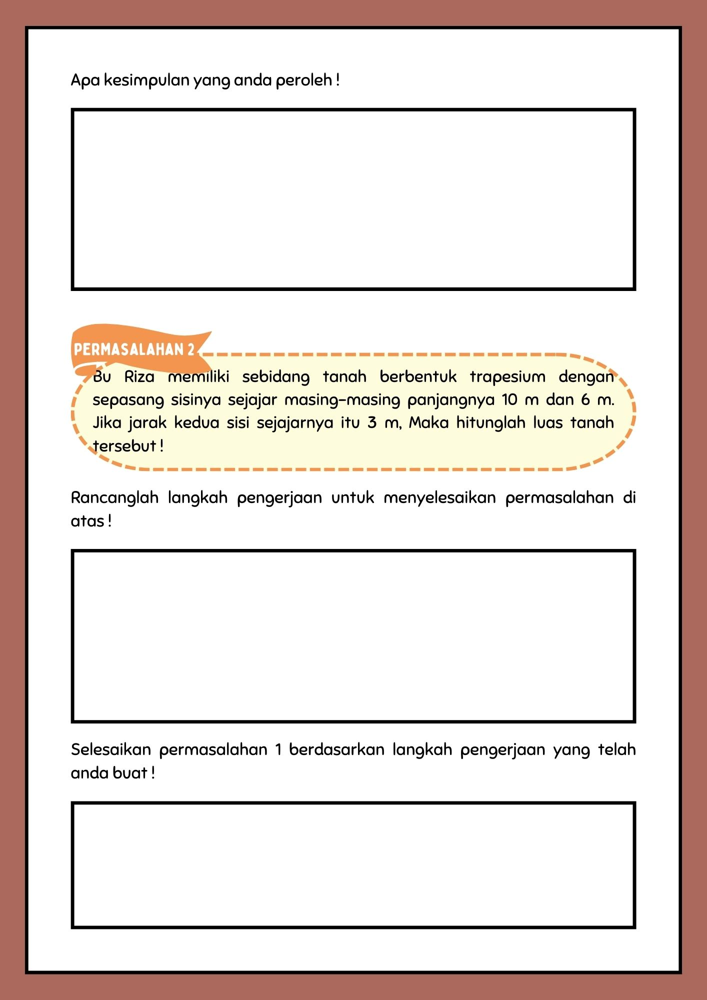 Apa kesimpulan yang anda peroleh !
PERMASALAHAN 2
Bu Riza memiliki sebidang tanah berbentuk trapesium dengan
sepasang sisinya sejajar masing-masing panjangnya 10 m dan 6 m.
Jika jarak kedua sisi sejajarnya itu 3 m, Maka hitunglah luas tanah
tersebut !
Rancanglah langkah pengerjaan untuk menyelesaikan permasalahan di
atas !
Selesaikan permasalahan 1 berdasarkan langkah pengerjaan yang telah
anda buat !